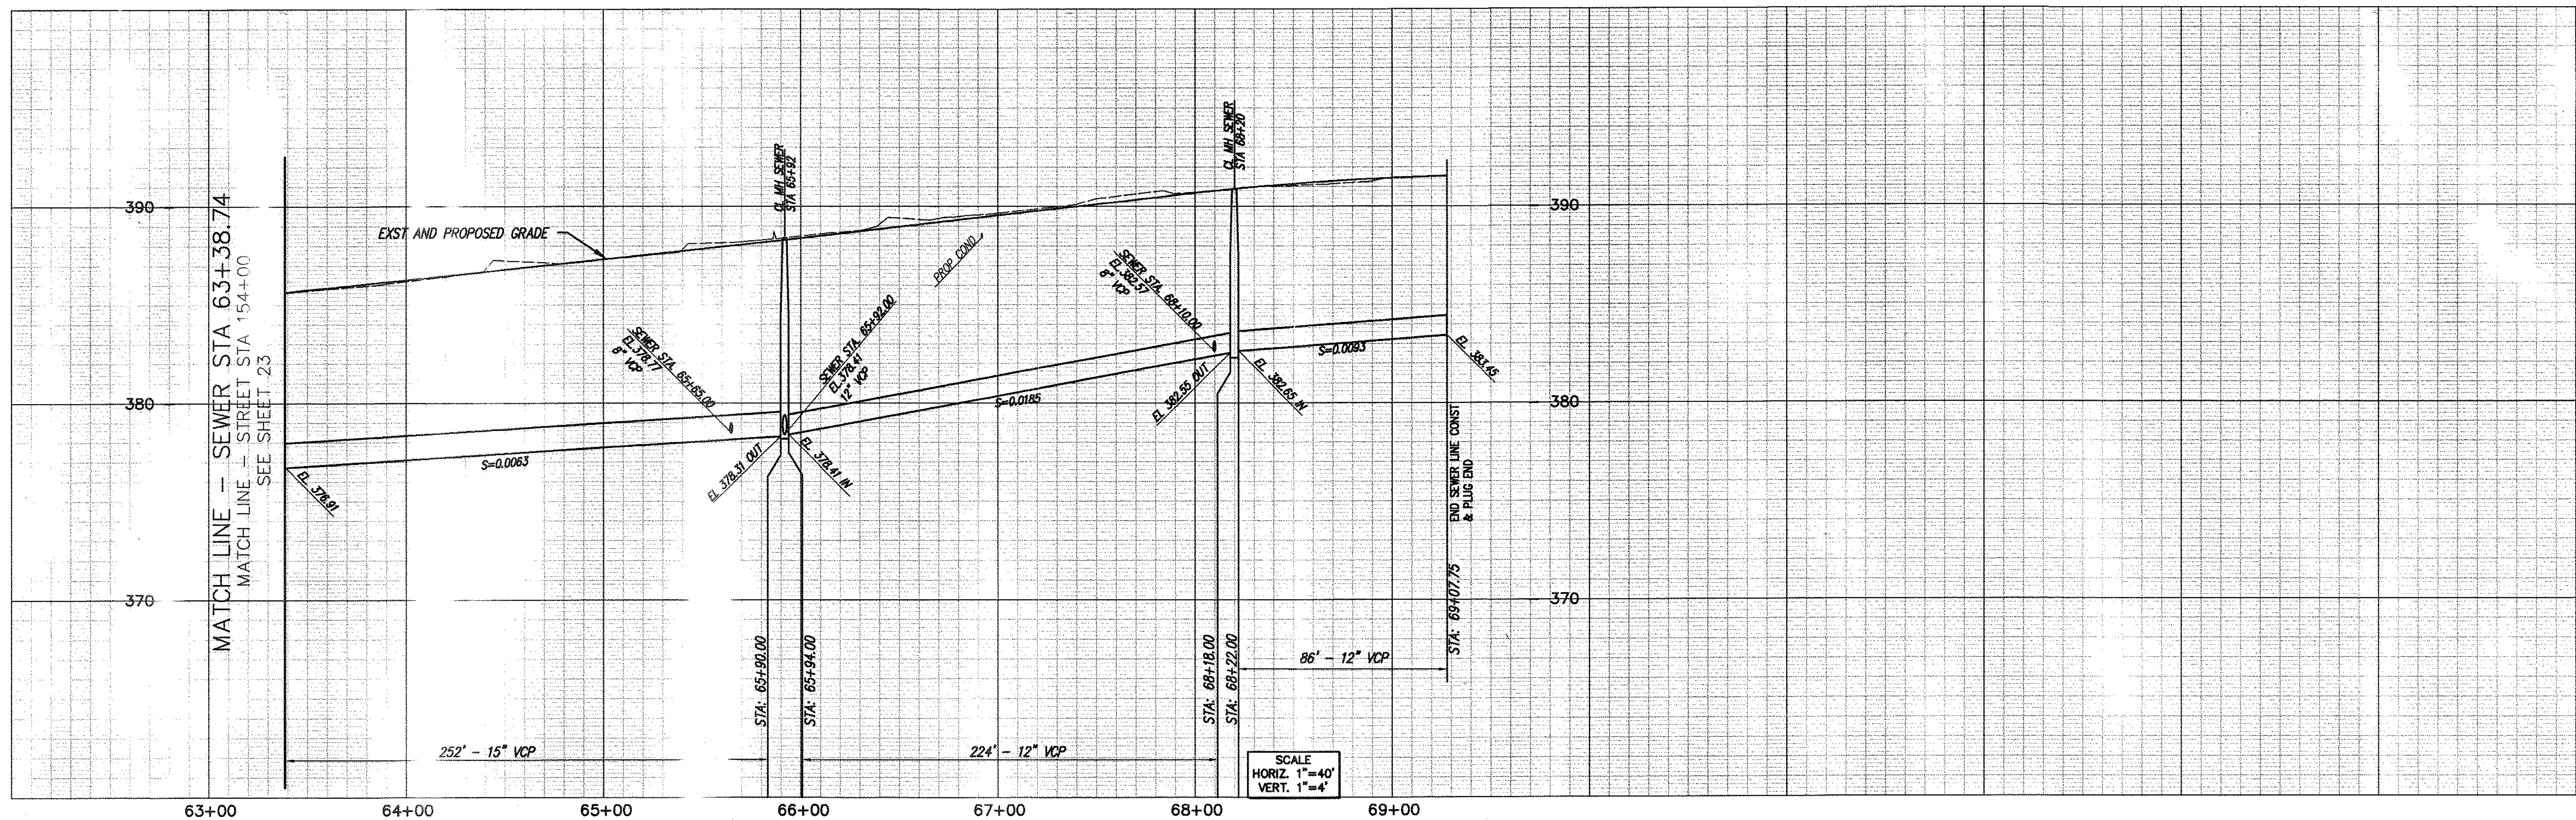 MATCH LINE - SEWER STA 63+38.74
MATCH LINE - STREET STA 154+00
SEE SHEET 23
390
380
370
EXST AND PROPOSED GRADE
EL 376.91
S=0.0063
252' - 15" VCP
SEWER STA 65+65.00
EL.378.77
8" VCP
CL MH SEWER
STA 65+92
SEWER STA 65+92.00
EL.378.41
12" VCP
EL 378.31 OUT
EL 378.41 IN
STA: 65+90.00
STA: 65+94.00
PROP COND
S=0.0185
224' - 12" VCP
SEWER STA 68+10.00
EL.382.57
8" VCP
CL MH SEWER
STA 68+20
EL 382.55 OUT
EL 382.65 IN
STA: 68+18.00
STA: 68+22.00
S=0.0093
86' - 12" VCP
EL 383.45
END SEWER LINE CONST
& PLUG END
STA: 69+07.75
390
380
370
SCALE
HORIZ. 1"=40'
VERT. 1"=4'
63+00
64+00
65+00
66+00
67+00
68+00
69+00